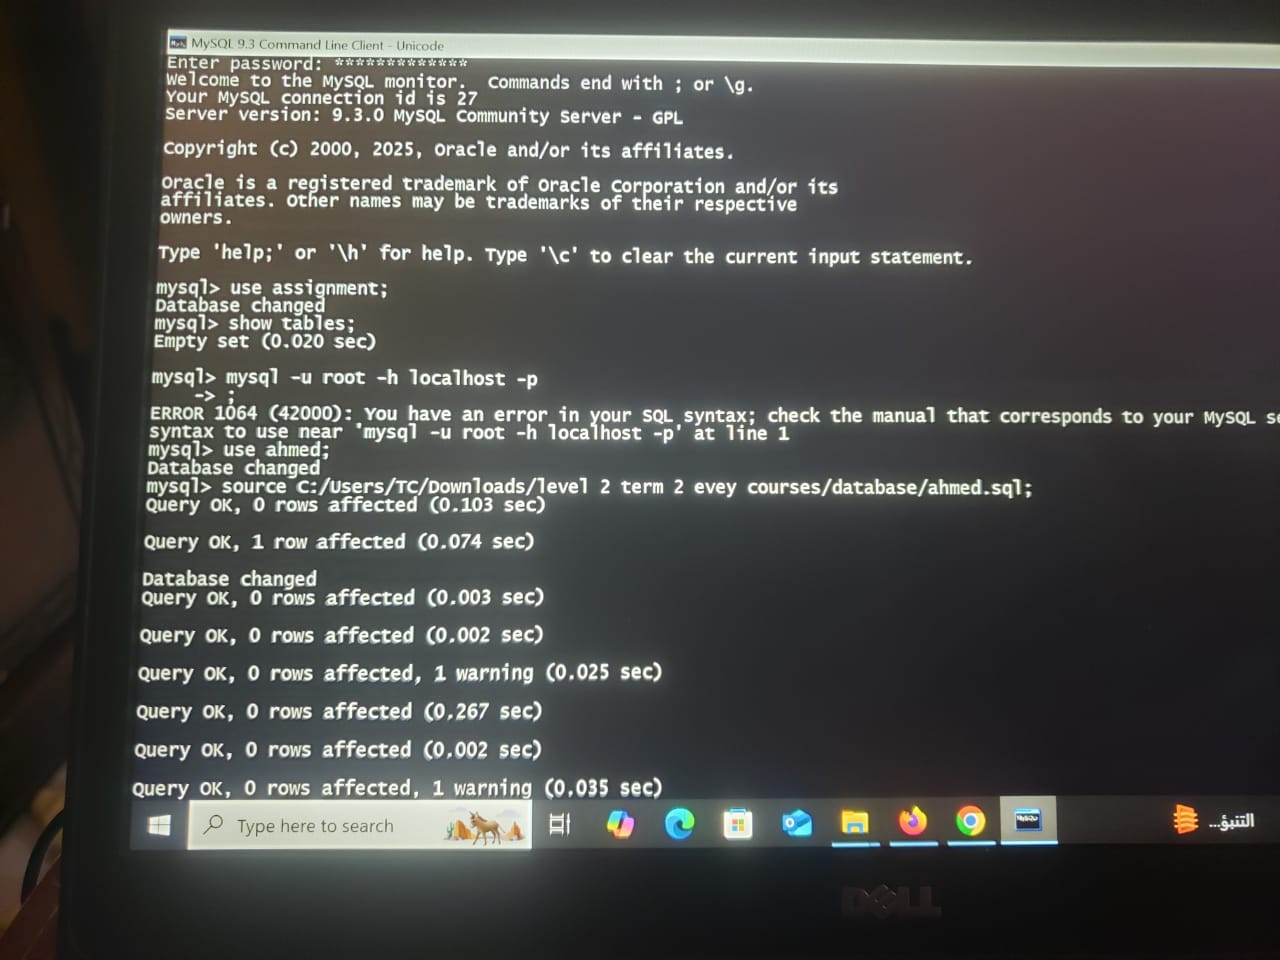 MySQL 9.3 Command Line Client - Unicode
Enter password: *************
Welcome to the MySQL monitor.  Commands end with ; or \g.
Your MySQL connection id is 27
Server version: 9.3.0 MySQL Community Server - GPL
Copyright (c) 2000, 2025, Oracle and/or its affiliates.
Oracle is a registered trademark of Oracle Corporation and/or its
affiliates. Other names may be trademarks of their respective
owners.
Type 'help;' or '\h' for help. Type '\c' to clear the current input statement.
mysql> use assignment;
Database changed
mysql> show tables;
Empty set (0.020 sec)
mysql> mysql -u root -h localhost -p
-> ;
ERROR 1064 (42000): You have an error in your SQL syntax; check the manual that corresponds to your MySQL se
syntax to use near 'mysql -u root -h localhost -p' at line 1
mysql> use ahmed;
Database changed
mysql> source C:/Users/TC/Downloads/level 2 term 2 evey courses/database/ahmed.sql;
Query OK, 0 rows affected (0.103 sec)
Query OK, 1 row affected (0.074 sec)
Database changed
Query OK, 0 rows affected (0.003 sec)
Query OK, 0 rows affected (0.002 sec)
Query OK, 0 rows affected, 1 warning (0.025 sec)
Query OK, 0 rows affected (0.267 sec)
Query OK, 0 rows affected (0.002 sec)
Query OK, 0 rows affected, 1 warning (0.035 sec)
Type here to search
التنبؤ...
DELL